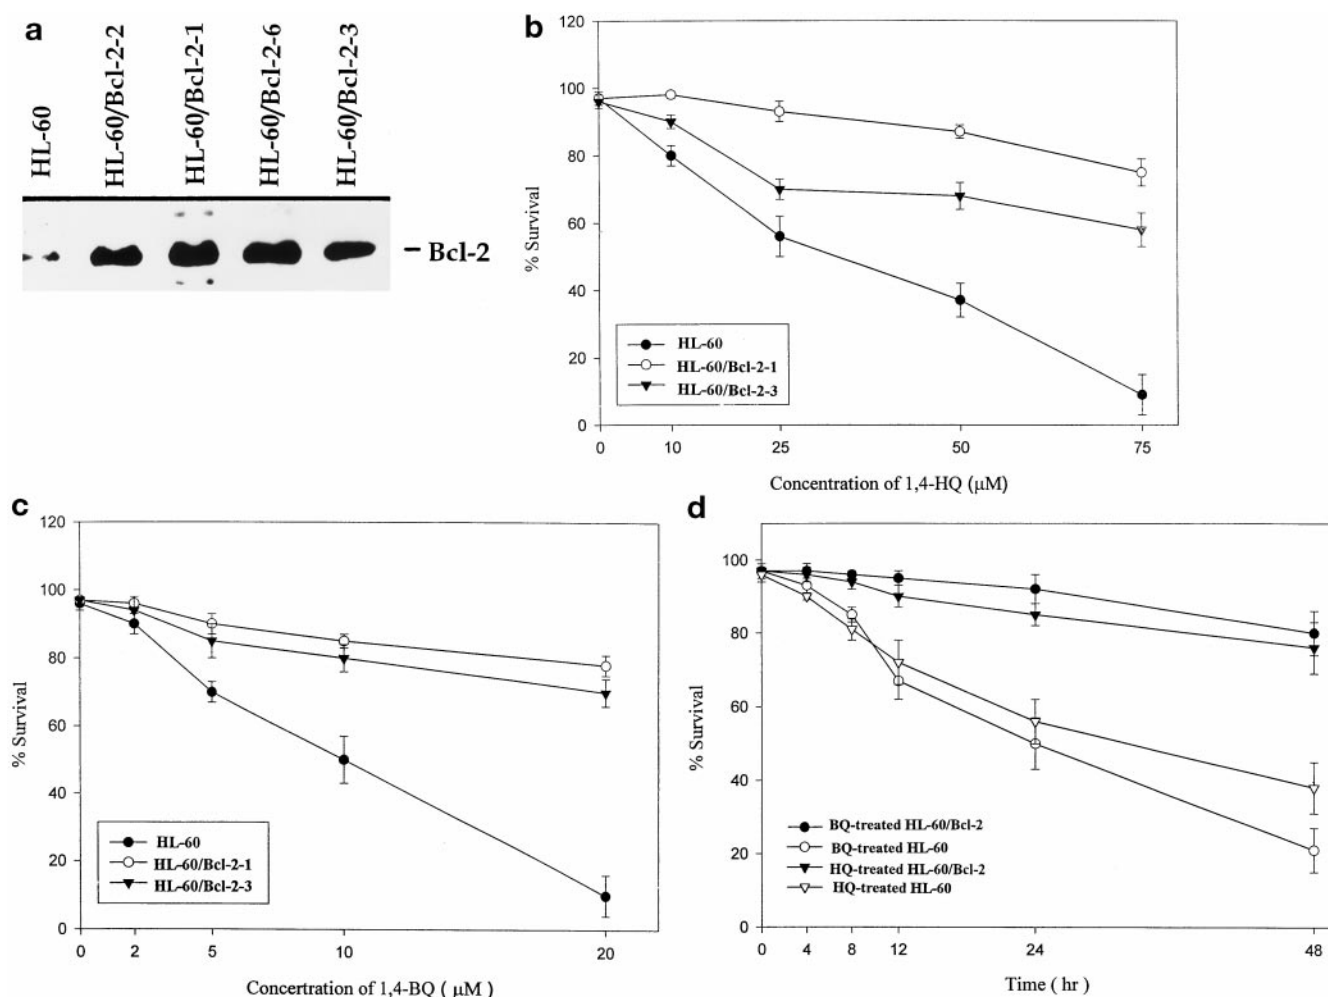 a
HL-60
HL-60/Bcl-2-2
HL-60/Bcl-2-1
HL-60/Bcl-2-6
HL-60/Bcl-2-3
Bcl-2
b
120
100
80
60
40
20
0
% Survival
HL-60
HL-60/Bcl-2-1
HL-60/Bcl-2-3
0 10 25 50 75
Concentration of 1,4-HQ (µM)
c
120
100
80
60
40
20
0
% Survival
HL-60
HL-60/Bcl-2-1
HL-60/Bcl-2-3
0 2 5 10 20
Concertration of 1,4-BQ ( µM)
d
100
80
60
40
20
0
% Survival
BQ-treated HL-60/Bcl-2
BQ-treated HL-60
HQ-treated HL-60/Bcl-2
HQ-treated HL-60
0 4 8 12 24 48
Time ( hr )